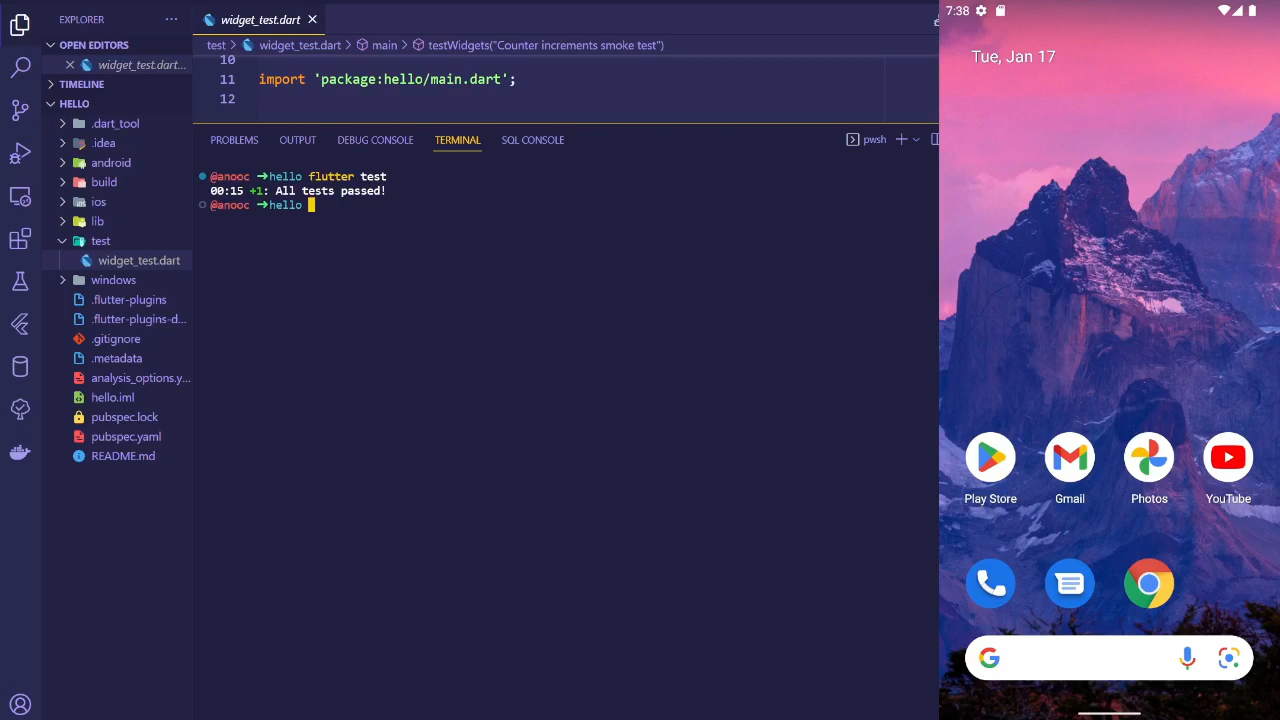 EXPLORER
OPEN EDITORS
widget_test.dart...
TIMELINE
HELLO
.dart_tool
.idea
android
build
ios
lib
test
widget_test.dart
windows
.flutter-plugins
.flutter-plugins-d...
.gitignore
.metadata
analysis_options.y...
hello.iml
pubspec.lock
pubspec.yaml
README.md
widget_test.dart
test > widget_test.dart > main > testWidgets("Counter increments smoke test")
10
11 import 'package:hello/main.dart';
12
PROBLEMS OUTPUT DEBUG CONSOLE TERMINAL SQL CONSOLE pwsh
@anooc ➜hello flutter test
00:15 +1: All tests passed!
@anooc ➜hello
7:38
Tue, Jan 17
Play Store Gmail Photos YouTube